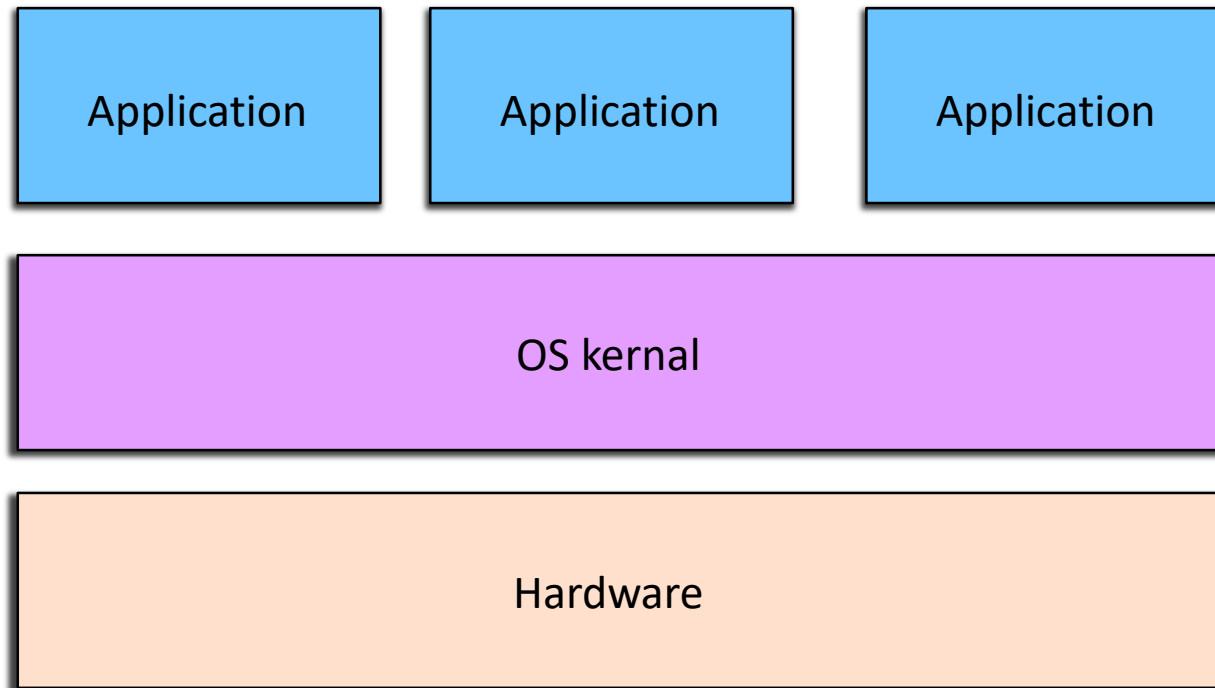 Application
Application
Application
OS kernal
Hardware